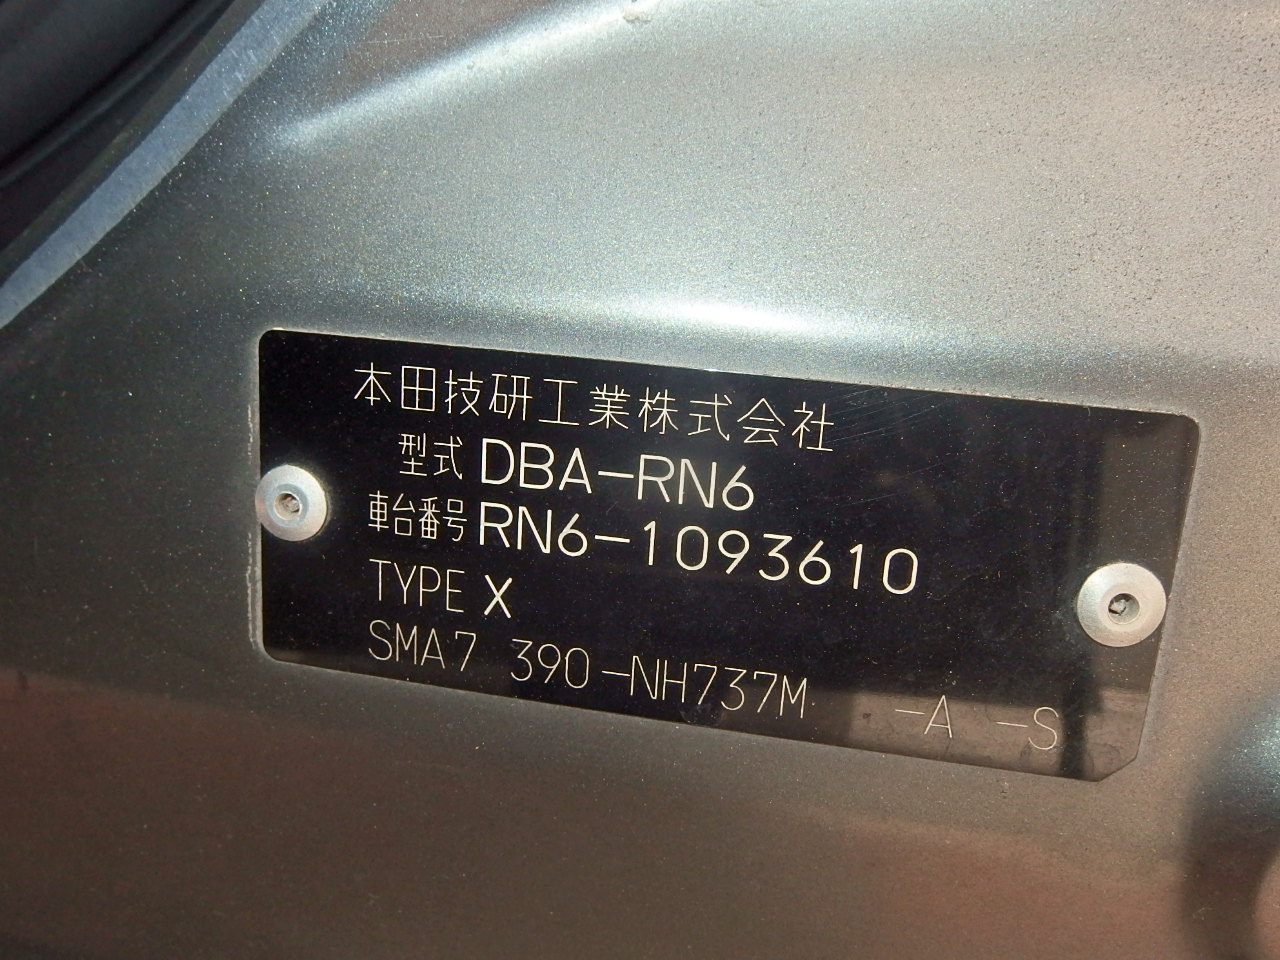 本田技研工業株式会社
型式 DBA-RN6
車台番号 RN6-1093610
TYPE X
SMA7 390-NH737M -A -S